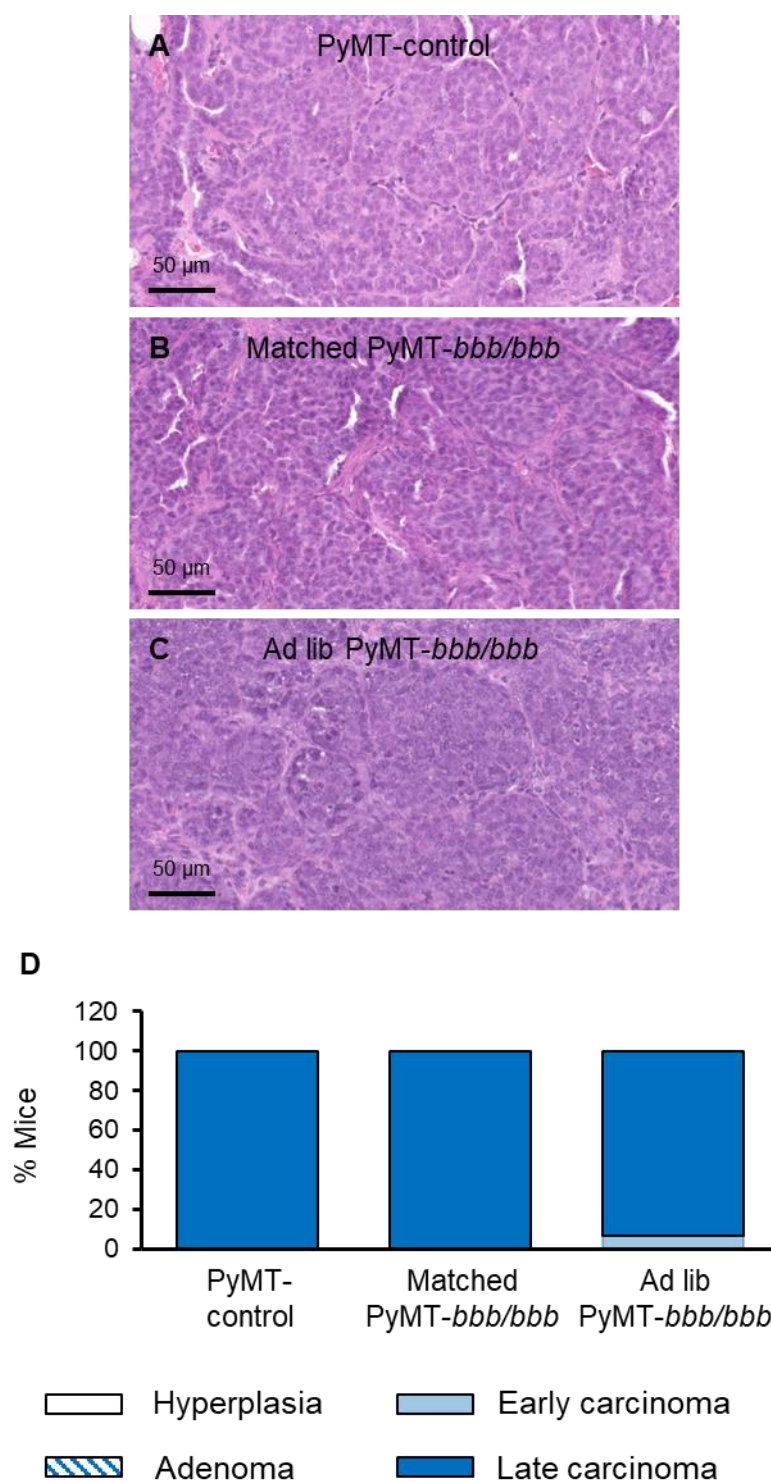 A
PyMT-control
50 µm
B
Matched PyMT-bbb/bbb
50 µm
C
Ad lib PyMT-bbb/bbb
50 µm
D
% Mice
120
100
80
60
40
20
0
PyMT-
control
Matched
PyMT-bbb/bbb
Ad lib
PyMT-bbb/bbb
Hyperplasia
Early carcinoma
Adenoma
Late carcinoma